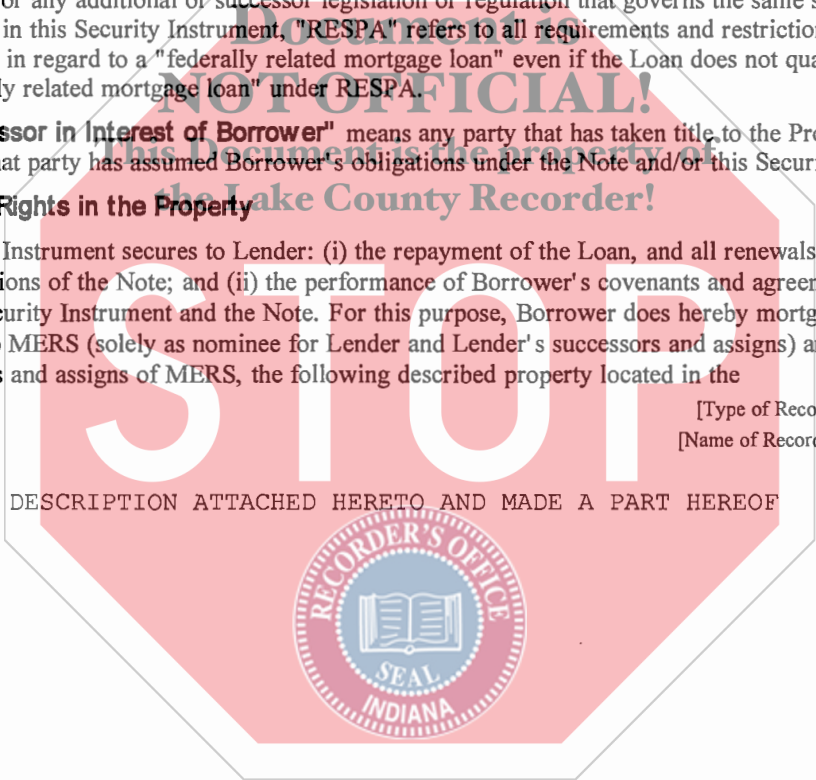 or any additional or successor legislation or regulation that governs the same s
Document is
in this Security Instrument, "RESPA" refers to all requirements and restriction
in regard to a "federally related mortgage loan" even if the Loan does not qua
ly related mortgage loan" under RESPA.
NOT OFFICIAL!
ssor in Interest of Borrower" means any party that has taken title to the Pro
This Document is the property of
at party has assumed Borrower's obligations under the Note and/or this Securi
the Lake County Recorder!
Rights in the Property
Instrument secures to Lender: (i) the repayment of the Loan, and all renewals
ions of the Note; and (ii) the performance of Borrower's covenants and agreen
curity Instrument and the Note. For this purpose, Borrower does hereby mortg
MERS (solely as nominee for Lender and Lender's successors and assigns) a
s and assigns of MERS, the following described property located in the
STOP
[Type of Reco
[Name of Record
DESCRIPTION ATTACHED HERETO AND MADE A PART HEREOF
RECORDER'S OFFICE
SEAL
INDIANA